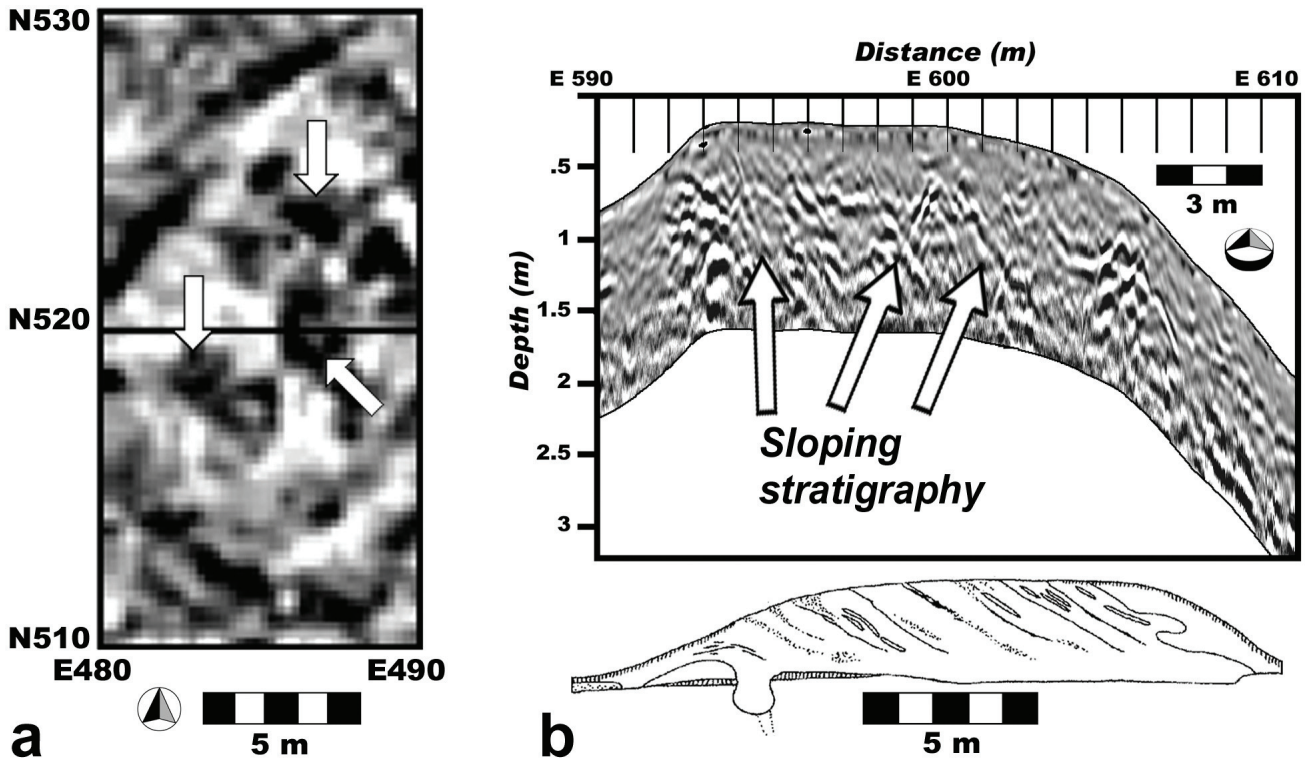 N530
N520
N510
E480 E490
5 m
a
Distance (m)
E 590 E 600 E 610
.5
1
1.5
2
2.5
3
Depth (m)
3 m
Sloping
stratigraphy
5 m
b